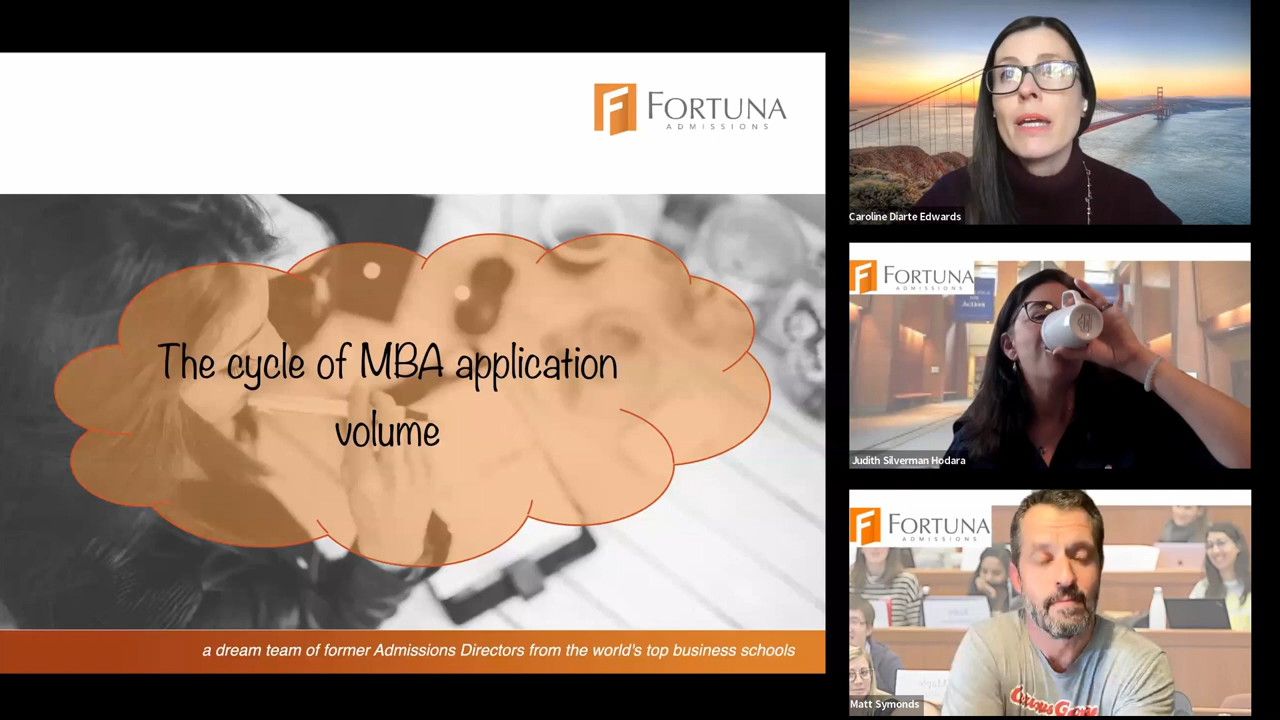 FORTUNA
ADMISSIONS
The cycle of MBA application
volume
a dream team of former Admissions Directors from the world's top business schools
Caroline Diarte Edwards
FORTUNA
ADMISSIONS
Judith Silverman Hodara
FORTUNA
ADMISSIONS
Matt Symonds